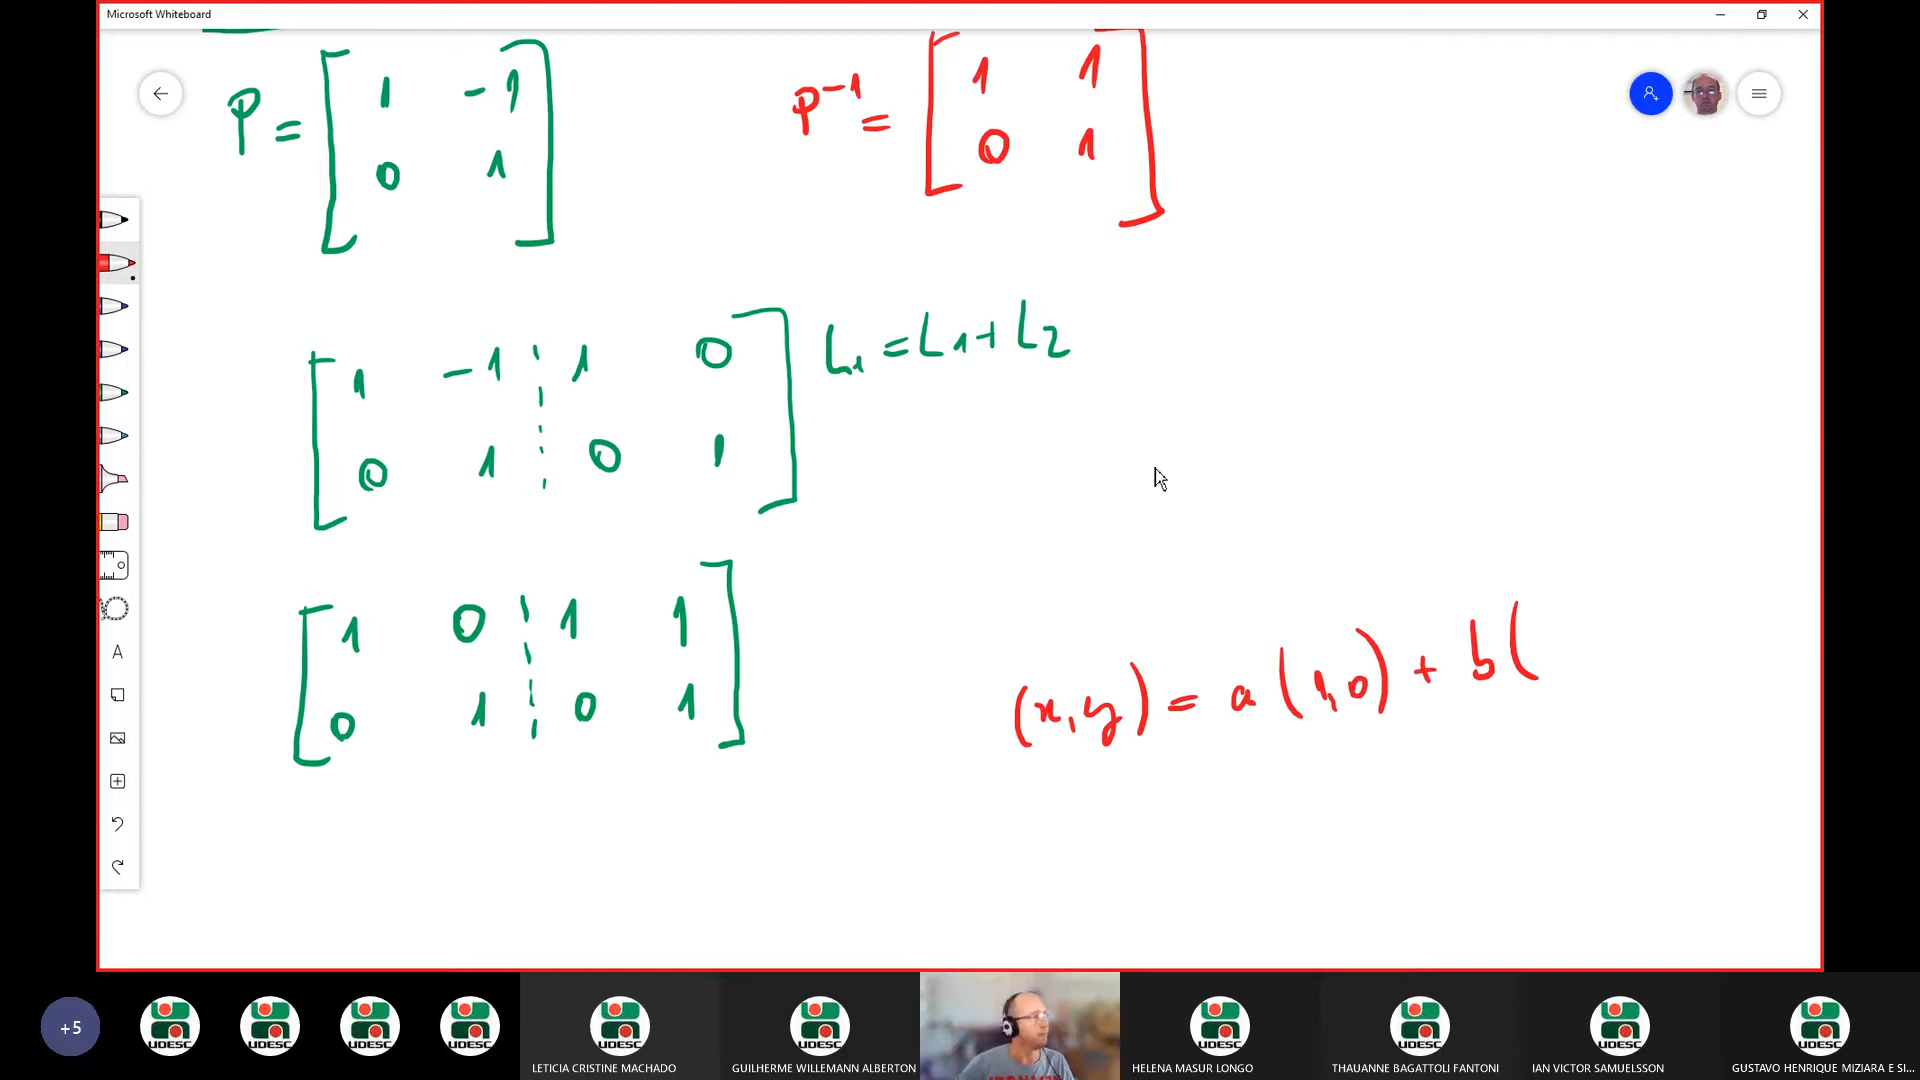 Microsoft Whiteboard
P = [ 1 -1
0 1 ]
P⁻¹ = [ 1 1
0 1 ]
[ 1 -1 ¦ 1 0
0 1 ¦ 0 1 ] L₁ = L₁ + L₂
[ 1 0 ¦ 1 1
0 1 ¦ 0 1 ]
(x, y) = a (1, 0) + b (
A
+5
UDESC
UDESC
UDESC
UDESC
UDESC
LETICIA CRISTINE MACHADO
UDESC
GUILHERME WILLEMANN ALBERTON
UDESC
HELENA MASUR LONGO
UDESC
THAUANNE BAGATTOLI FANTONI
UDESC
IAN VICTOR SAMUELSSON
UDESC
GUSTAVO HENRIQUE MIZIARA E SI...